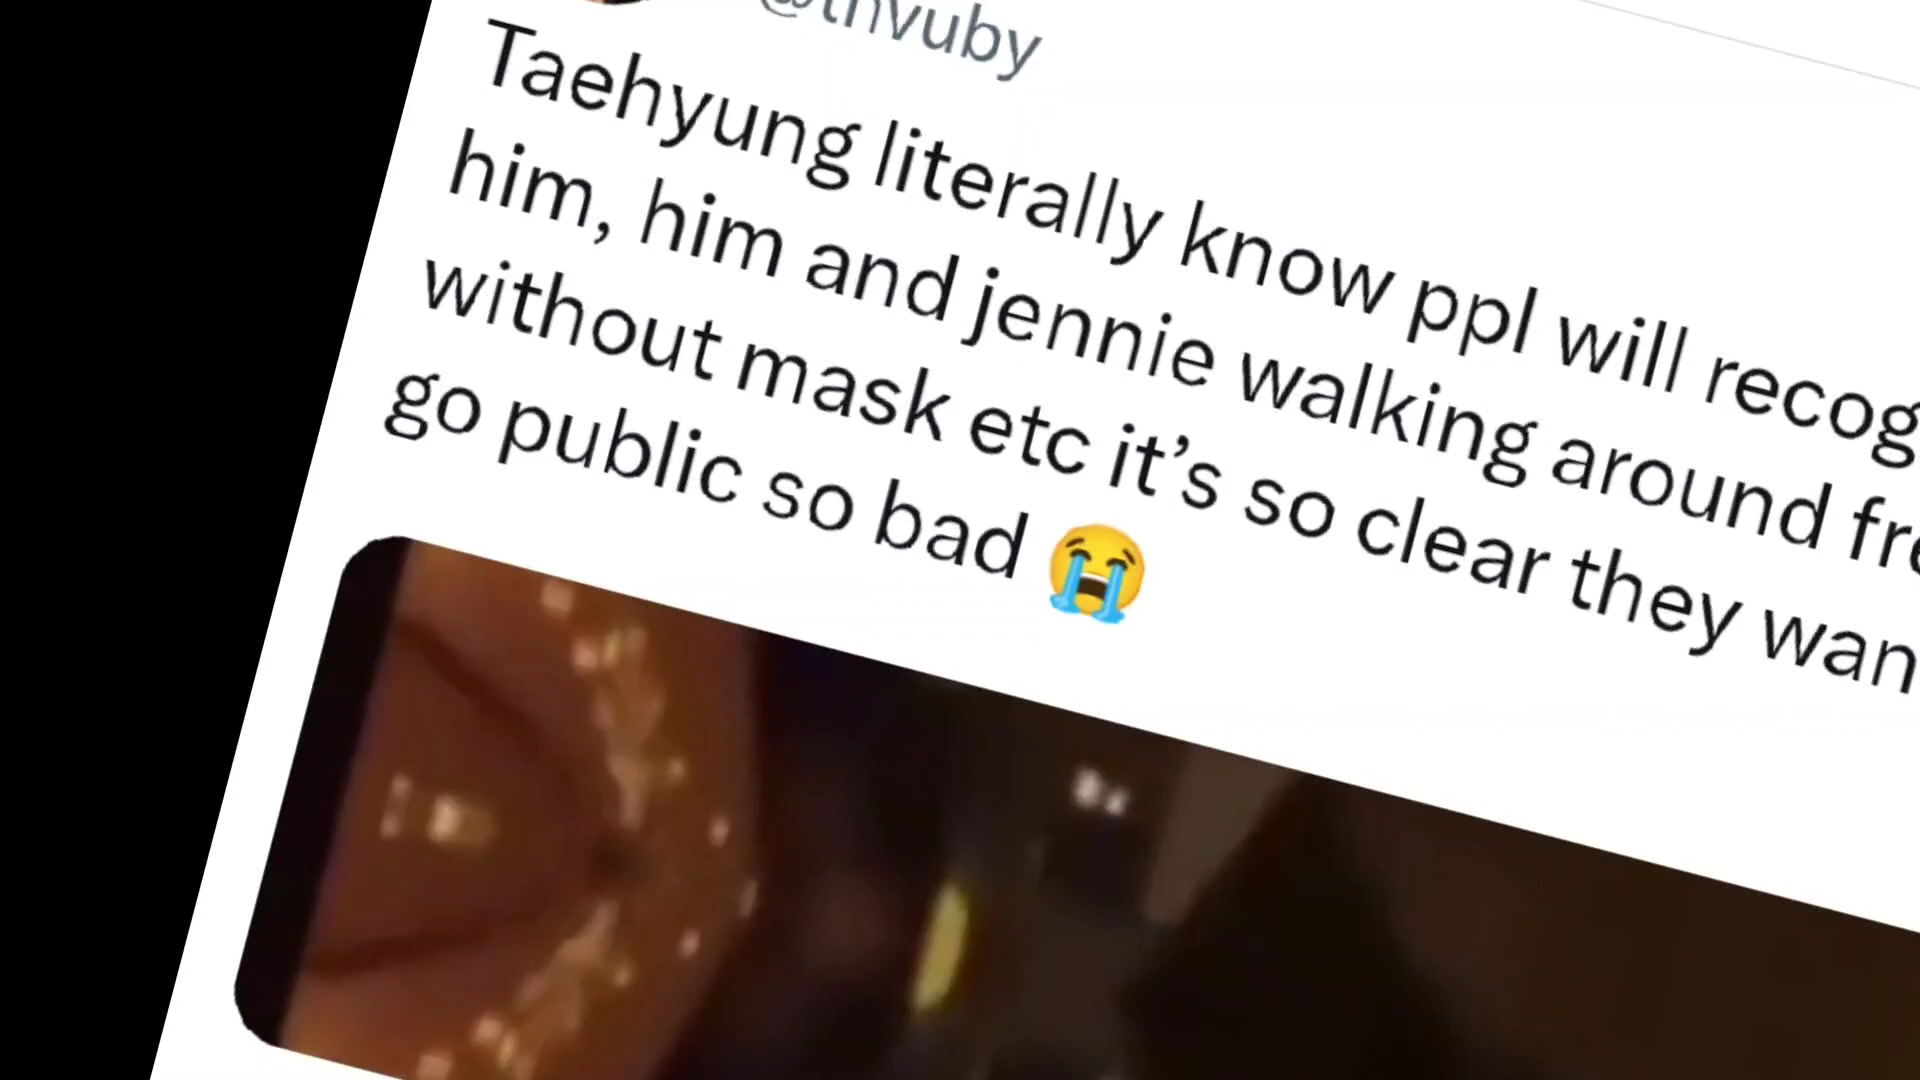 @thvuby
Taehyung literally know ppl will recog
him, him and jennie walking around fre
without mask etc it’s so clear they wan
go public so bad 😭